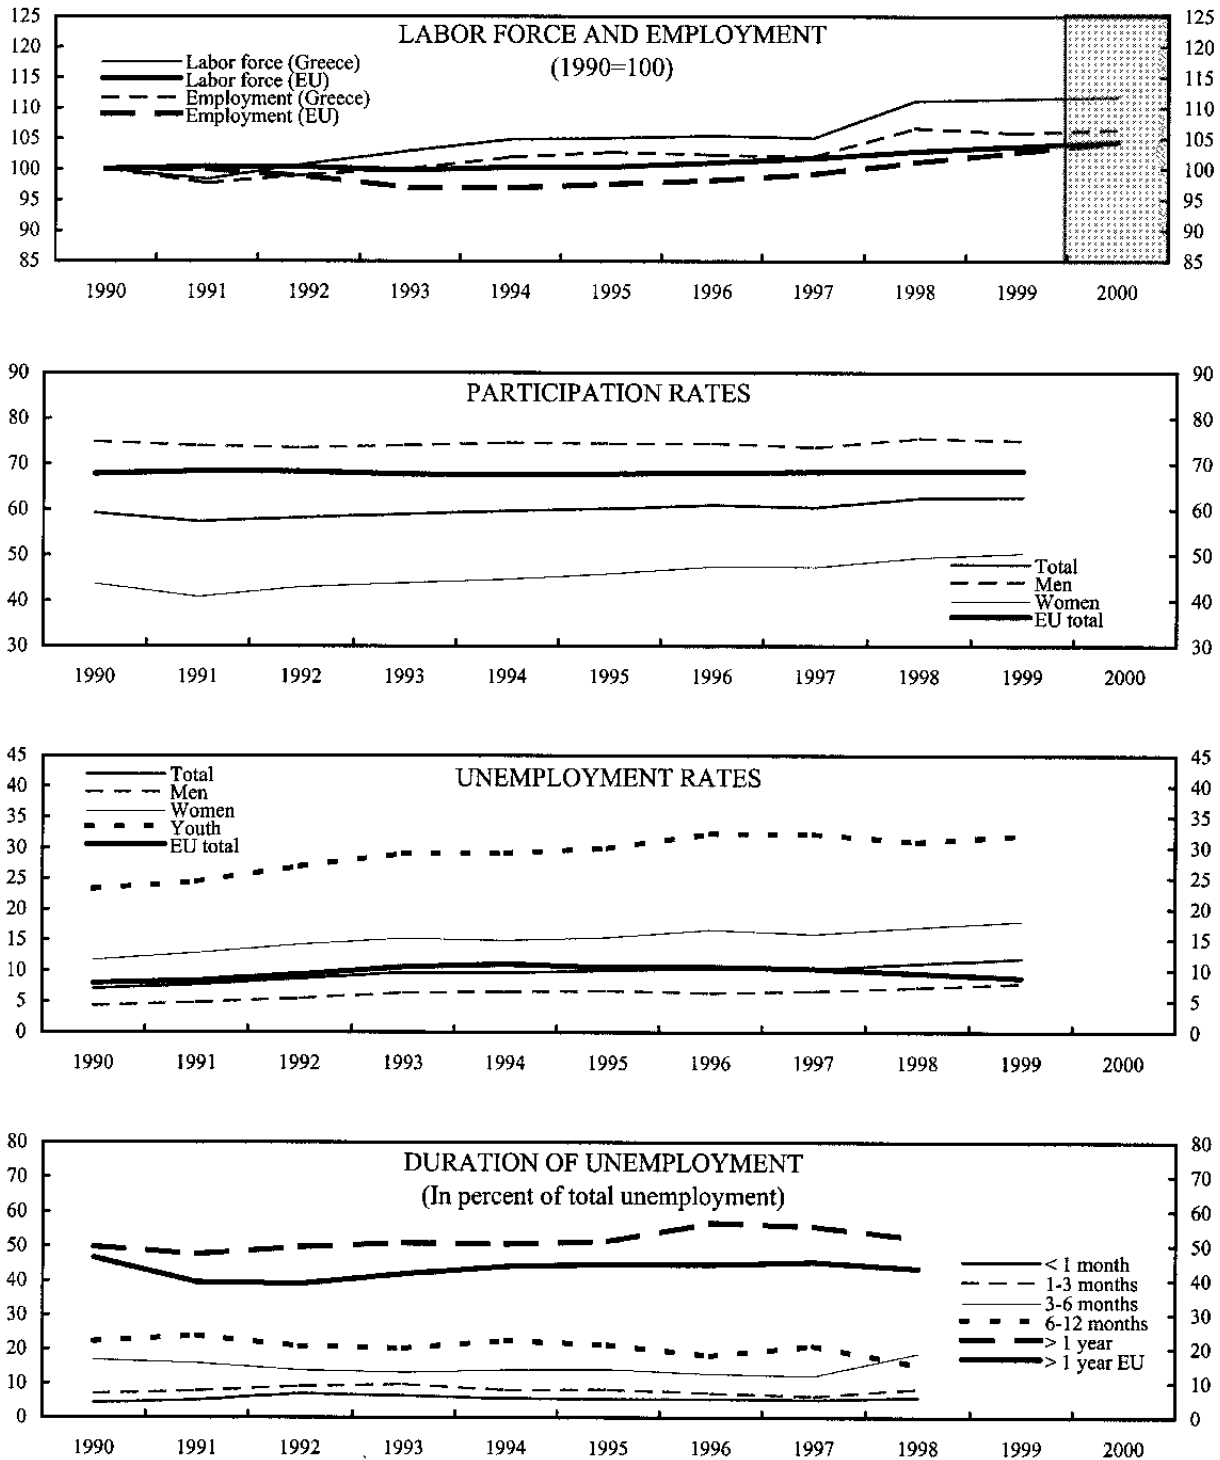 LABOR FORCE AND EMPLOYMENT
(1990=100)
Labor force (Greece)
Labor force (EU)
Employment (Greece)
Employment (EU)
125 125
120 120
115 115
110 110
105 105
100 100
95 95
90 90
85 85
1990 1991 1992 1993 1994 1995 1996 1997 1998 1999 2000
PARTICIPATION RATES
90 90
80 80
70 70
60 60
50 50
40 40
30 30
Total
Men
Women
EU total
1990 1991 1992 1993 1994 1995 1996 1997 1998 1999 2000
UNEMPLOYMENT RATES
Total
Men
Women
Youth
EU total
45 45
40 40
35 35
30 30
25 25
20 20
15 15
10 10
5 5
0 0
1990 1991 1992 1993 1994 1995 1996 1997 1998 1999 2000
DURATION OF UNEMPLOYMENT
(In percent of total unemployment)
80 80
70 70
60 60
50 50
40 40
30 30
20 20
10 10
0 0
< 1 month
1-3 months
3-6 months
6-12 months
> 1 year
> 1 year EU
1990 1991 1992 1993 1994 1995 1996 1997 1998 1999 2000